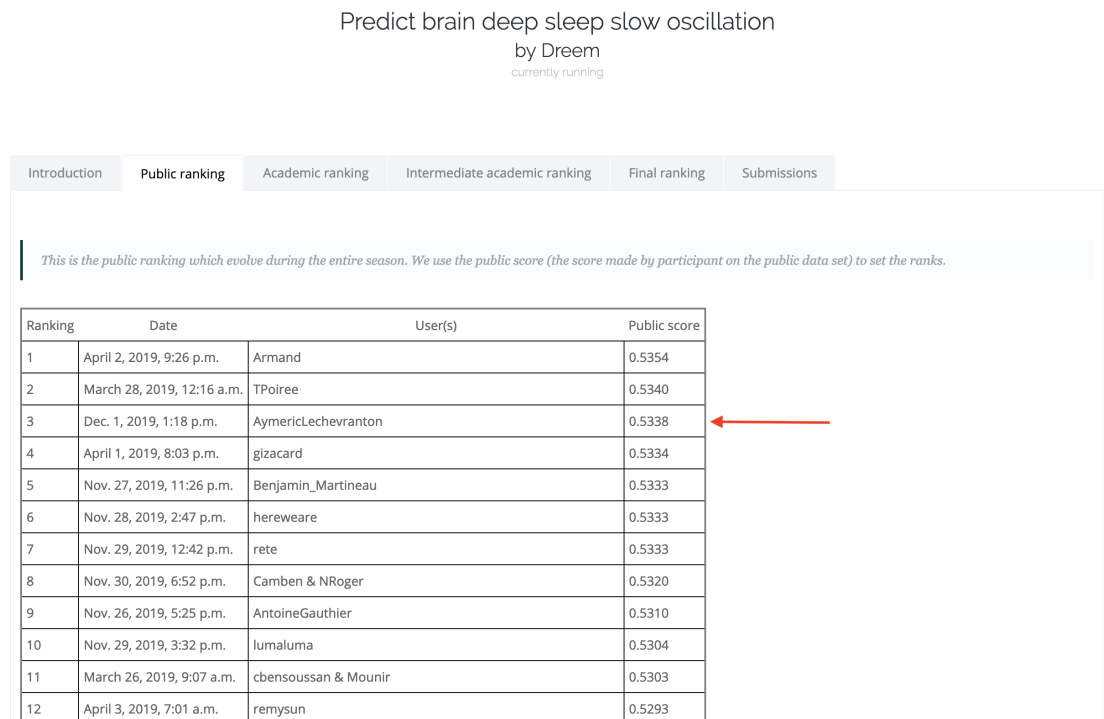 Predict brain deep sleep slow oscillation
by Dreem
currently running
Introduction Public ranking Academic ranking Intermediate academic ranking Final ranking Submissions
This is the public ranking which evolve during the entire season. We use the public score (the score made by participant on the public data set) to set the ranks.
Ranking Date User(s) Public score
1 April 2, 2019, 9:26 p.m. Armand 0.5354
2 March 28, 2019, 12:16 a.m. TPoiree 0.5340
3 Dec. 1, 2019, 1:18 p.m. AymericLechevranton 0.5338
4 April 1, 2019, 8:03 p.m. gizacard 0.5334
5 Nov. 27, 2019, 11:26 p.m. Benjamin_Martineau 0.5333
6 Nov. 28, 2019, 2:47 p.m. hereweare 0.5333
7 Nov. 29, 2019, 12:42 p.m. rete 0.5333
8 Nov. 30, 2019, 6:52 p.m. Camben & NRoger 0.5320
9 Nov. 26, 2019, 5:25 p.m. AntoineGauthier 0.5310
10 Nov. 29, 2019, 3:32 p.m. lumaluma 0.5304
11 March 26, 2019, 9:07 a.m. cbensoussan & Mounir 0.5303
12 April 3, 2019, 7:01 a.m. remysun 0.5293